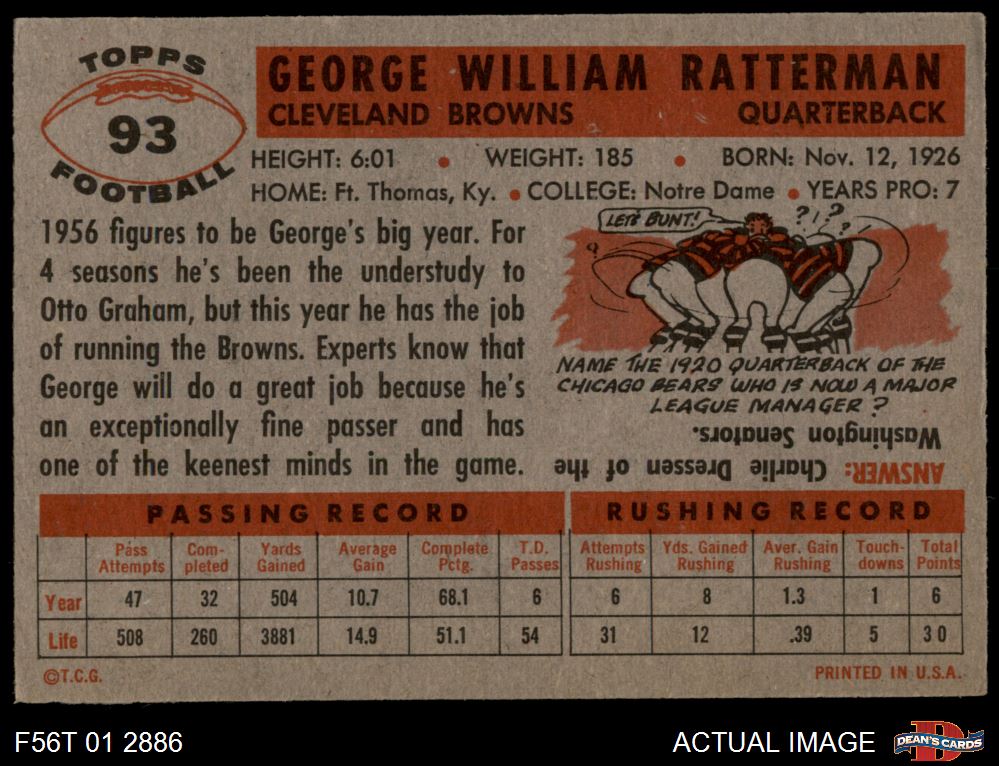 TOPPS
93
FOOTBALL
GEORGE WILLIAM RATTERMAN
CLEVELAND BROWNS QUARTERBACK
HEIGHT: 6:01 • WEIGHT: 185 • BORN: Nov. 12, 1926
HOME: Ft. Thomas, Ky. • COLLEGE: Notre Dame • YEARS PRO: 7
1956 figures to be George's big year. For
4 seasons he's been the understudy to
Otto Graham, but this year he has the job
of running the Browns. Experts know that
George will do a great job because he's
an exceptionally fine passer and has
one of the keenest minds in the game.
LET'S BUNT!
? ! ?
?
NAME THE 1920 QUARTERBACK OF THE
CHICAGO BEARS WHO IS NOW A MAJOR
LEAGUE MANAGER?
ANSWER: Charlie Dressen of the
Washington Senators.
PASSING RECORD
Pass Attempts Completed Yards Gained Average Gain Complete Pctg. T.D. Passes
Year 47 32 504 10.7 68.1 6
Life 508 260 3881 14.9 51.1 54
RUSHING RECORD
Attempts Rushing Yds. Gained Rushing Aver. Gain Rushing Touch-downs Total Points
6 8 1.3 1 6
31 12 .39 5 30
©T.C.G. PRINTED IN U.S.A.
F56T 01 2886 ACTUAL IMAGE DEAN'S CARDS